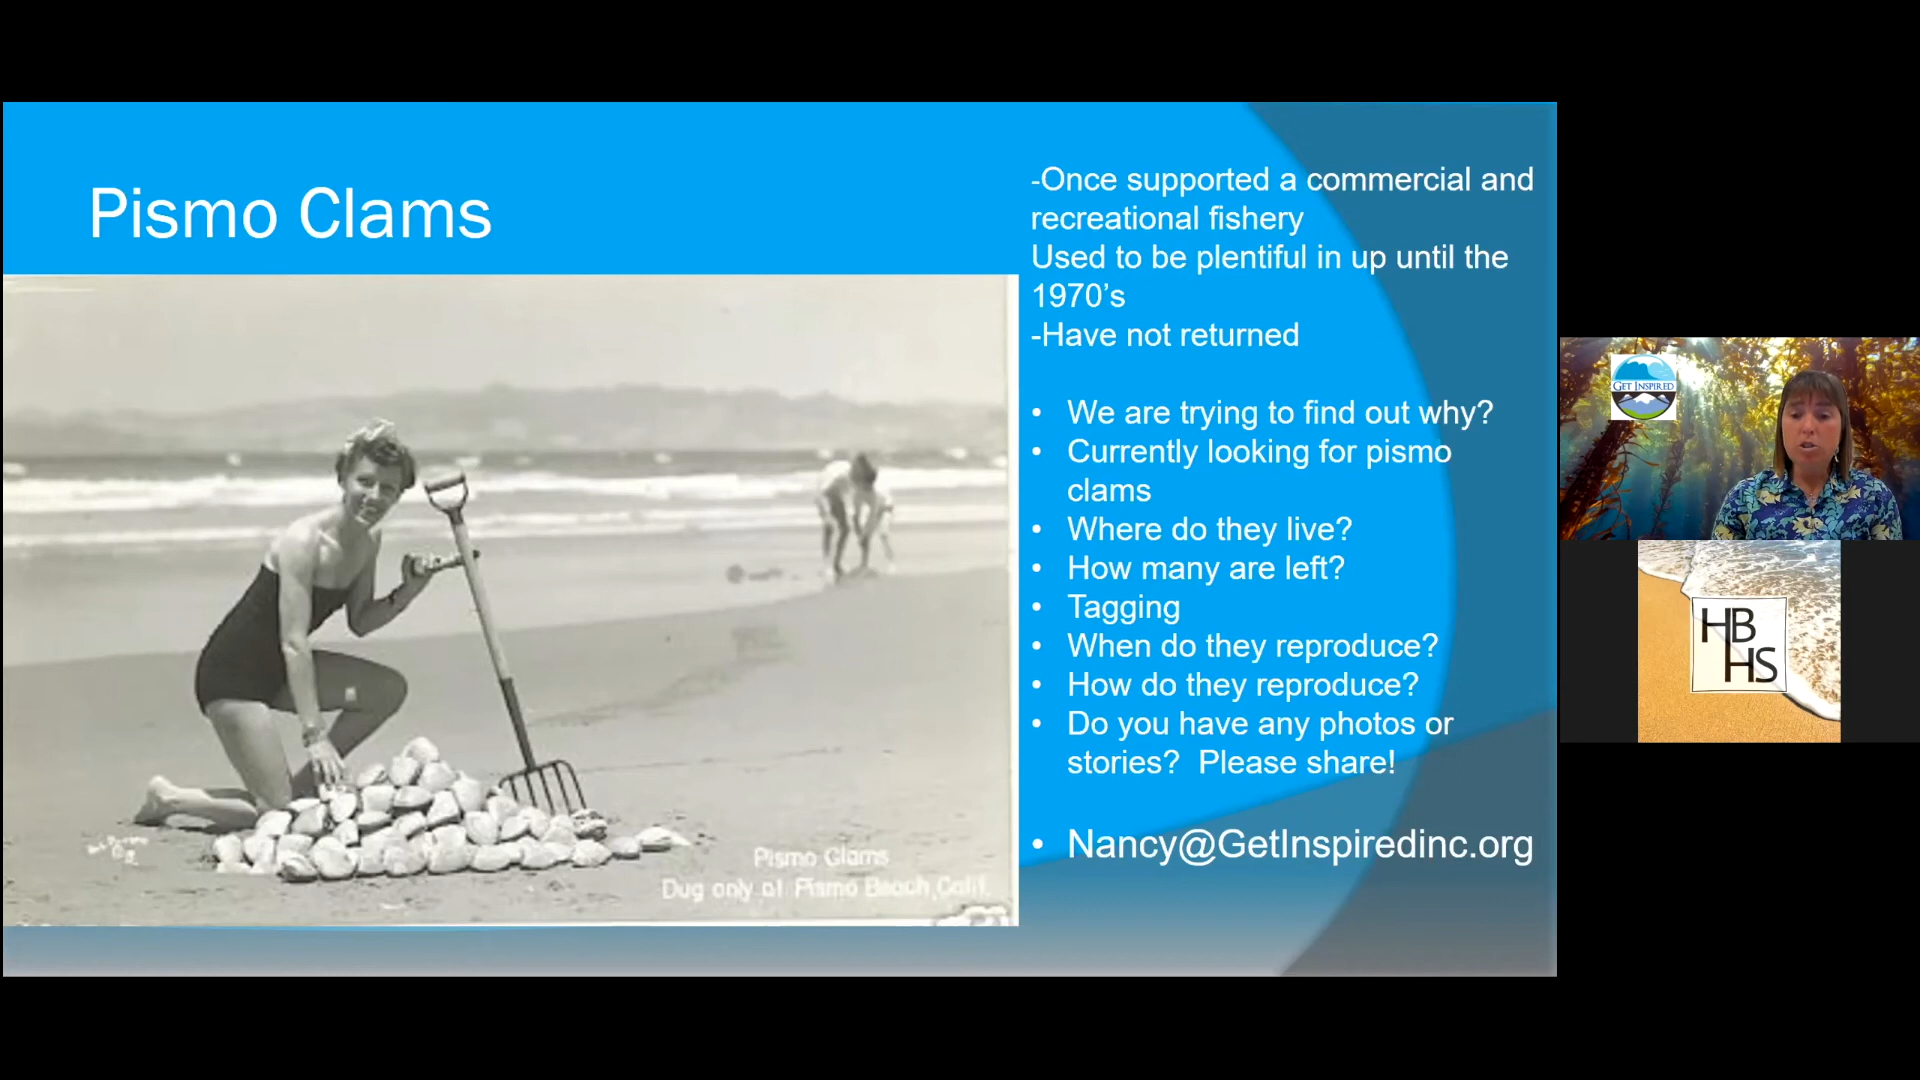 Pismo Clams
-Once supported a commercial and
recreational fishery
Used to be plentiful in up until the
1970's
-Have not returned
• We are trying to find out why?
• Currently looking for pismo
clams
• Where do they live?
• How many are left?
• Tagging
• When do they reproduce?
• How do they reproduce?
• Do you have any photos or
stories?  Please share!
• Nancy@GetInspiredinc.org
Pismo Clams
Dug only at Pismo Beach, Calif.
GET INSPIRED
HB
HS